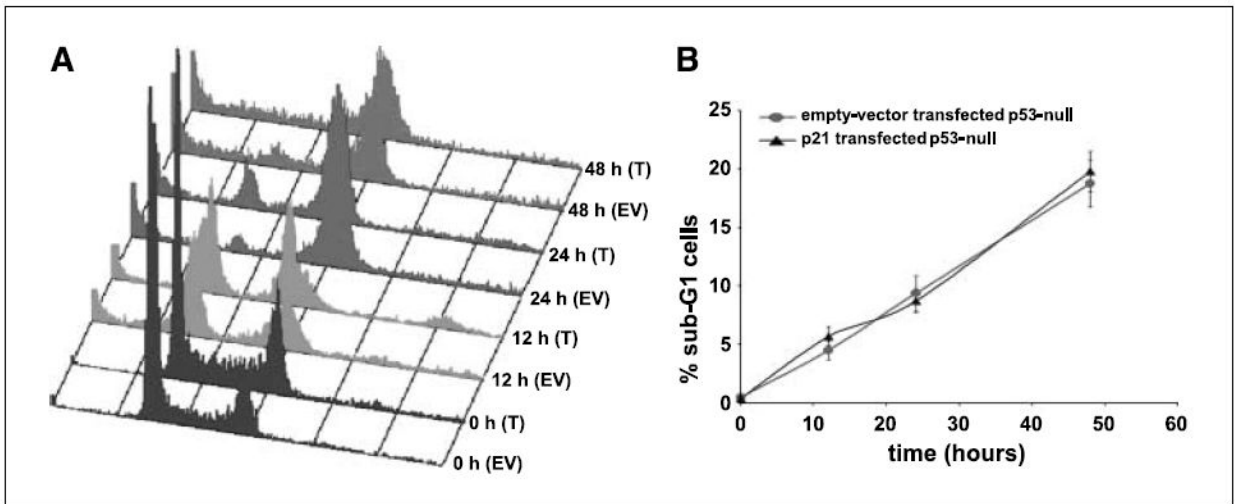 A
48 h (T)
48 h (EV)
24 h (T)
24 h (EV)
12 h (T)
12 h (EV)
0 h (T)
0 h (EV)
B
empty-vector transfected p53-null
p21 transfected p53-null
% sub-G1 cells
25
20
15
10
5
0
0 10 20 30 40 50 60
time (hours)